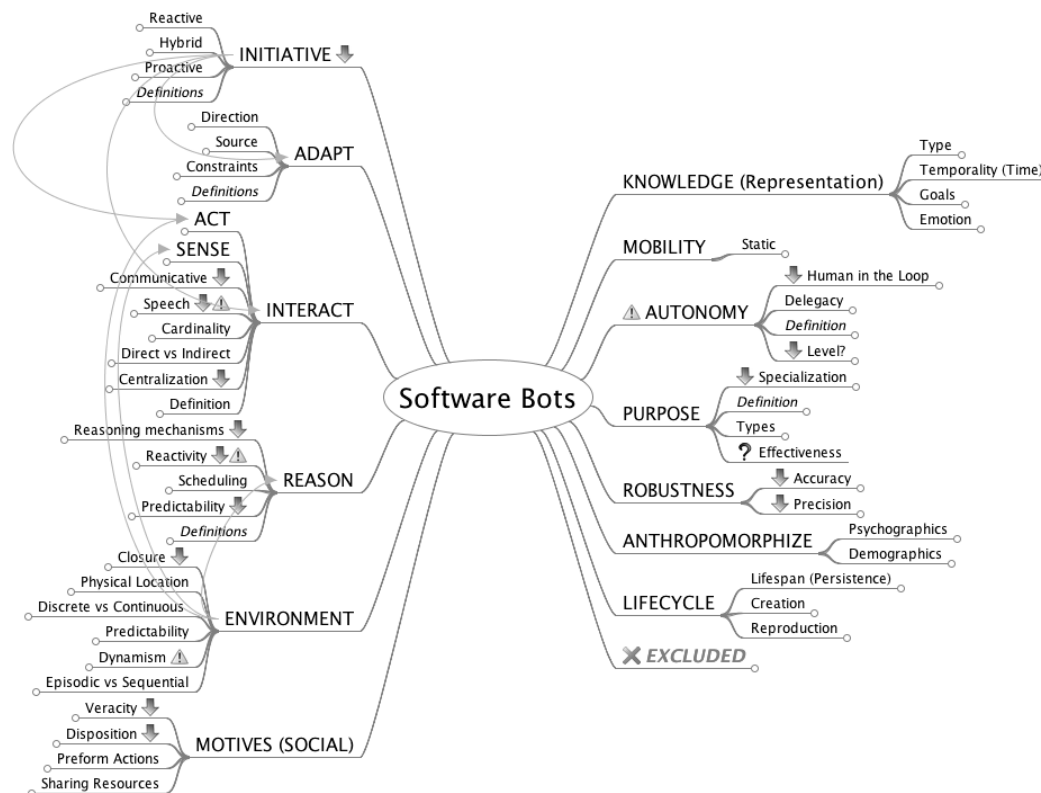 Reactive
Hybrid
Proactive
Definitions
INITIATIVE
Direction
Source
Constraints
Definitions
ADAPT
ACT
SENSE
Communicative
Speech
Cardinality
Direct vs Indirect
Centralization
Definition
INTERACT
Reasoning mechanisms
Reactivity
Scheduling
Predictability
Definitions
REASON
Closure
Physical Location
Discrete vs Continuous
Predictability
Dynamism
Episodic vs Sequential
ENVIRONMENT
Veracity
Disposition
Preform Actions
Sharing Resources
MOTIVES (SOCIAL)
Software Bots
KNOWLEDGE (Representation)
Type
Temporality (Time)
Goals
Emotion
MOBILITY
Static
AUTONOMY
Human in the Loop
Delegacy
Definition
Level?
PURPOSE
Specialization
Definition
Types
? Effectiveness
ROBUSTNESS
Accuracy
Precision
ANTHROPOMORPHIZE
Psychographics
Demographics
LIFECYCLE
Lifespan (Persistence)
Creation
Reproduction
EXCLUDED